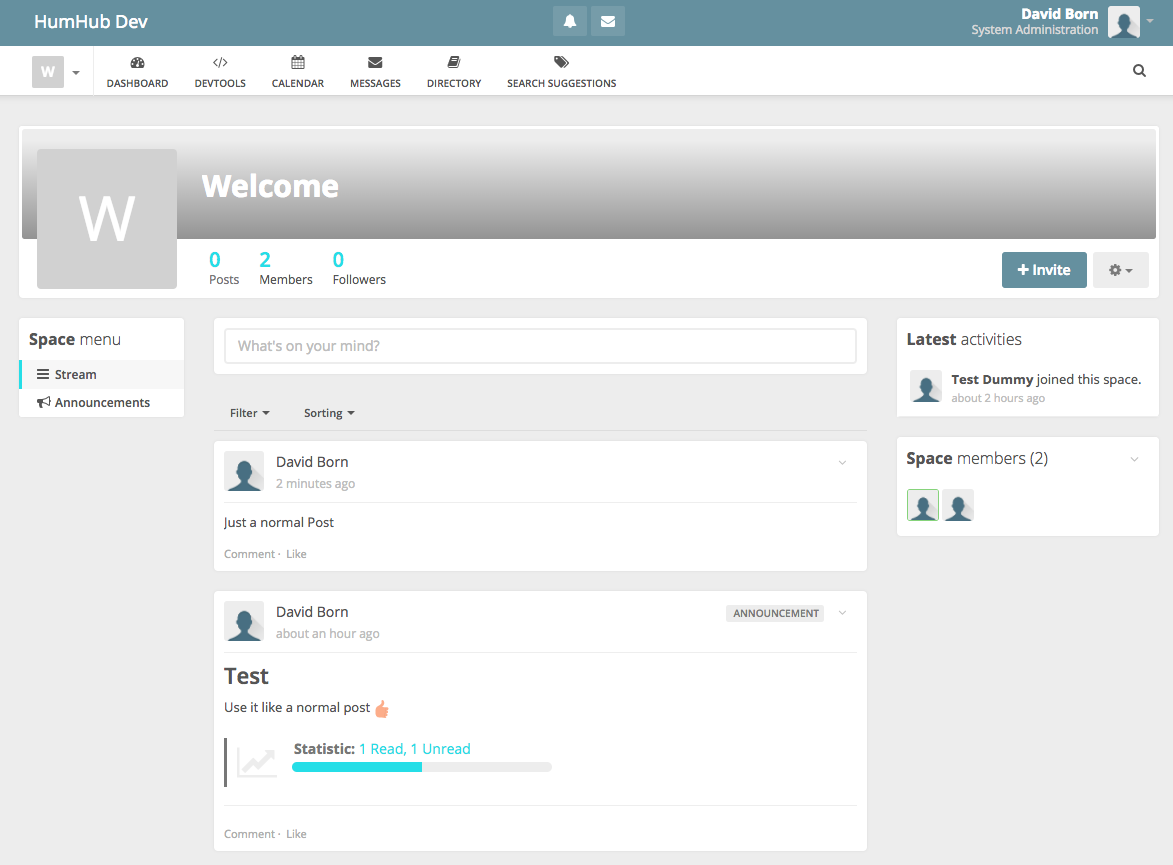 HumHub Dev
David Born
System Administration
W
DASHBOARD
DEVTOOLS
CALENDAR
MESSAGES
DIRECTORY
SEARCH SUGGESTIONS
W
Welcome
0
Posts
2
Members
0
Followers
Invite
Space menu
Stream
Announcements
What's on your mind?
Filter
Sorting
David Born
2 minutes ago
Just a normal Post
Comment · Like
David Born
about an hour ago
ANNOUNCEMENT
Test
Use it like a normal post
Statistic: 1 Read, 1 Unread
Comment · Like
Latest activities
Test Dummy joined this space.
about 2 hours ago
Space members (2)